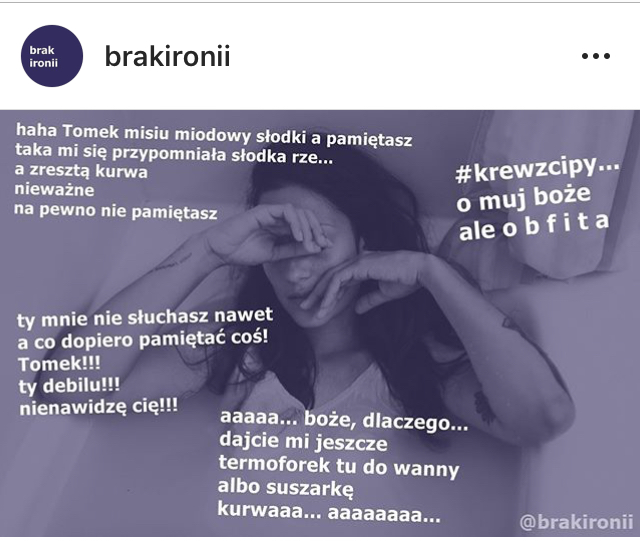 brak
ironii
brakironii
haha Tomek misiu miodowy słodki a pamiętasz
taka mi się przypomniała słodka rze...
a zresztą kurwa
nieważne
na pewno nie pamiętasz
#krewzcipy...
o muj boże
ale o b f i t a
ty mnie nie słuchasz nawet
a co dopiero pamiętać coś!
Tomek!!!
ty debilu!!!
nienawidzę cię!!!
aaaaa... boże, dlaczego...
dajcie mi jeszcze
termoforek tu do wanny
albo suszarkę
kurwaaa... aaaaaaaa...
@brakironii